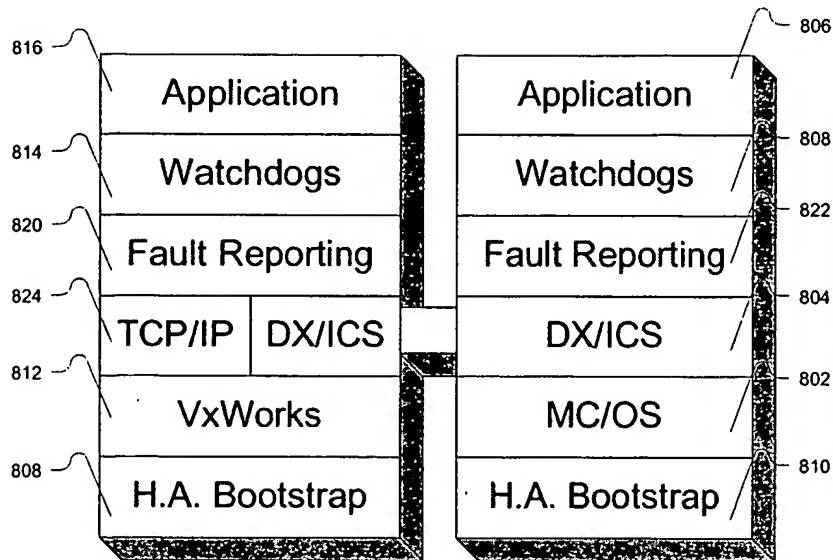 816
806
Application
Application
814
808
Watchdogs
Watchdogs
820
822
Fault Reporting
Fault Reporting
824
804
TCP/IP
DX/ICS
DX/ICS
812
802
VxWorks
MC/OS
808
810
H.A. Bootstrap
H.A. Bootstrap